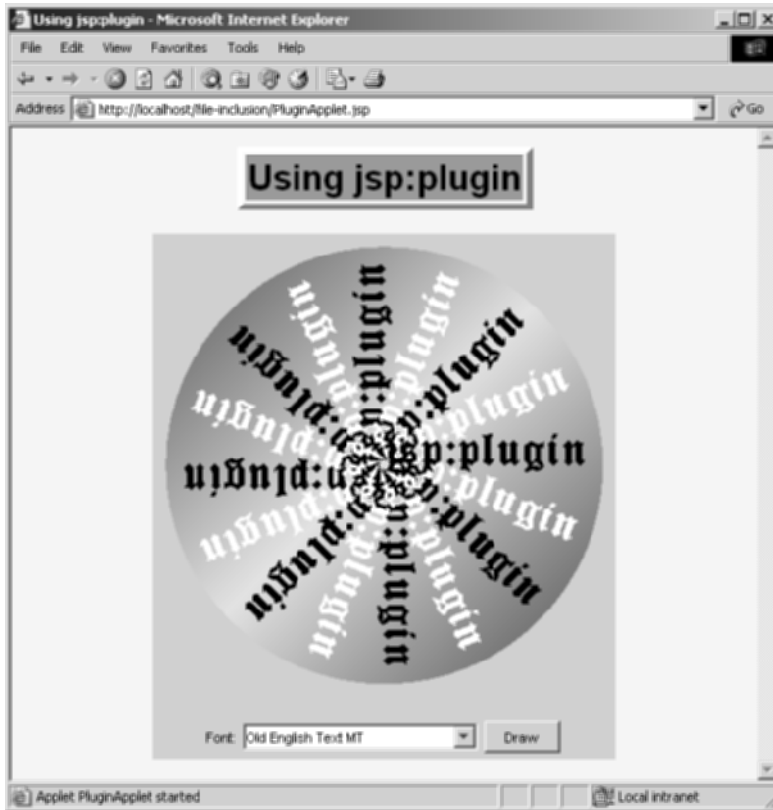 Using jsp:plugin - Microsoft Internet Explorer
File Edit View Favorites Tools Help
Address http://localhost/file-inclusion/PluginApplet.jsp Go
Using jsp:plugin
jsp:plugin
Font: Old English Text MT Draw
Applet PluginApplet started Local intranet